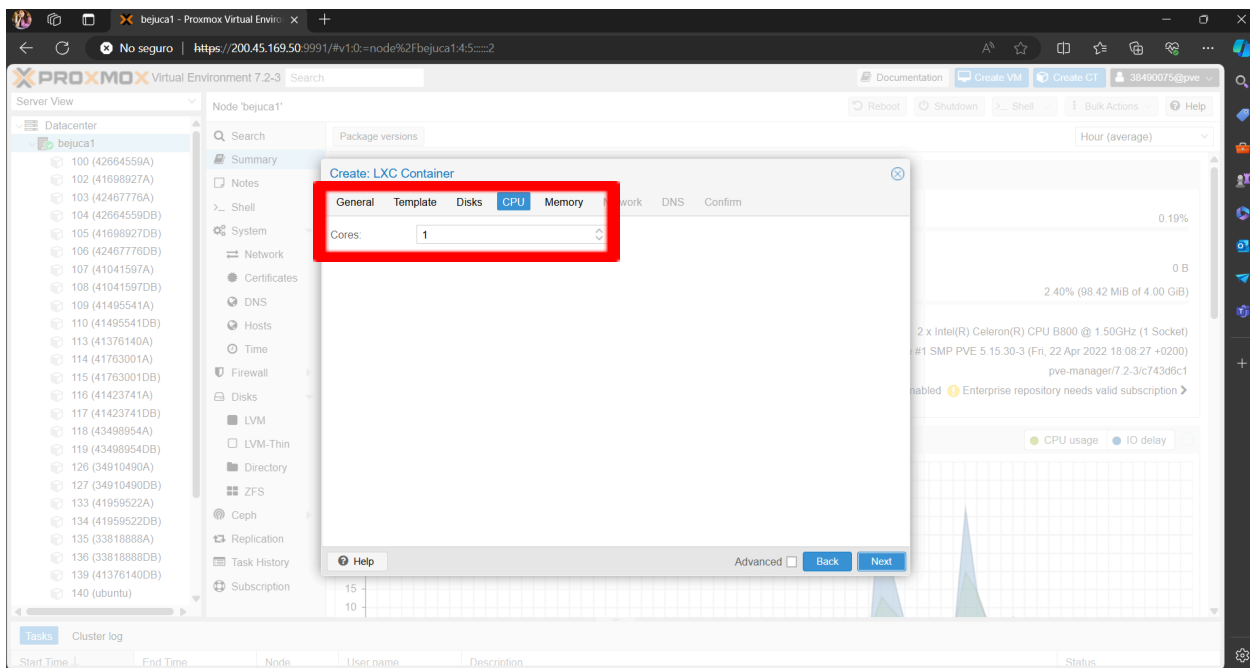 bejuca1 - Proxmox Virtual Enviro
No seguro | https://200.45.169.50:9991/#v1:0:=node%2Fbejuca1:4:5::::::2
PROXMOX Virtual Environment 7.2-3 Search
Documentation Create VM Create CT 38490075@pve
Server View
Node 'bejuca1'
Reboot Shutdown Shell Bulk Actions Help
Datacenter
bejuca1
100 (42664559A)
102 (41698927A)
103 (42467776A)
104 (42664559DB)
105 (41698927DB)
106 (42467776DB)
107 (41041597A)
108 (41041597DB)
109 (41495541A)
110 (41495541DB)
113 (41376140A)
114 (41763001A)
115 (41763001DB)
116 (41423741A)
117 (41423741DB)
118 (43498954A)
119 (43498954DB)
126 (34910490A)
127 (34910490DB)
133 (41959522A)
134 (41959522DB)
135 (33818888A)
136 (33818888DB)
139 (41376140DB)
140 (ubuntu)
Search
Summary
Notes
Shell
System
Network
Certificates
DNS
Hosts
Time
Firewall
Disks
LVM
LVM-Thin
Directory
ZFS
Ceph
Replication
Task History
Subscription
Package versions
Hour (average)
Create: LXC Container
General Template Disks CPU Memory work DNS Confirm
Cores: 1
Help
Advanced Back Next
0.19%
0 B
2.40% (98.42 MiB of 4.00 GiB)
2 x Intel(R) Celeron(R) CPU B800 @ 1.50GHz (1 Socket)
#1 SMP PVE 5.15.30-3 (Fri, 22 Apr 2022 18:08:27 +0200)
pve-manager/7.2-3/c743d6c1
nabled Enterprise repository needs valid subscription
CPU usage IO delay
15
10
Tasks Cluster log
Start Time End Time Node User name Description Status